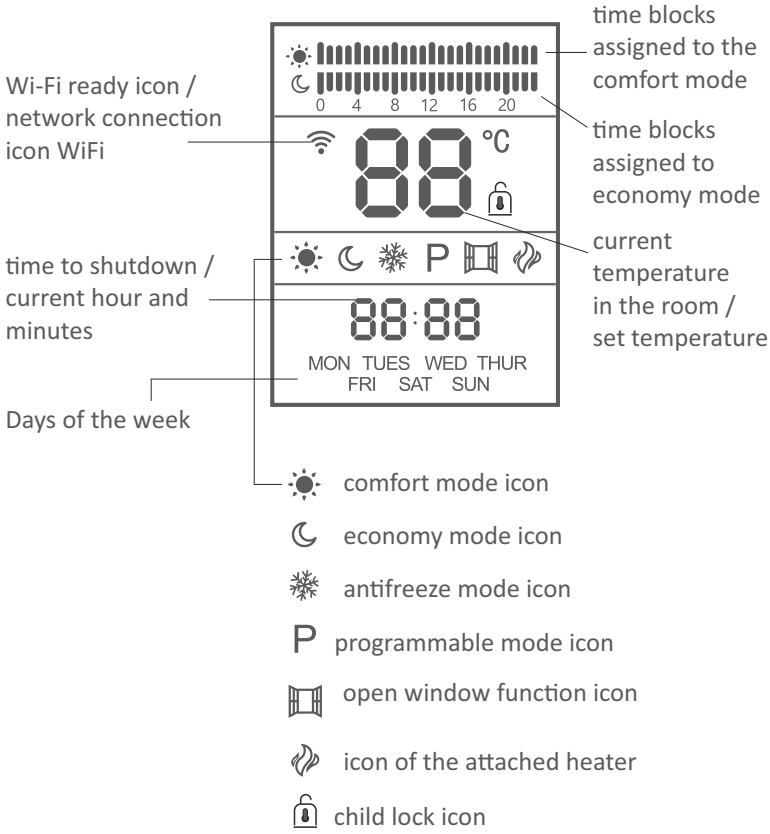 time blocks
assigned to the
comfort mode
Wi-Fi ready icon /
network connection
icon WiFi
0 4 8 12 16 20
time blocks
assigned to
economy mode
88 °C
current
temperature
in the room /
set temperature
P
time to shutdown /
current hour and
minutes
88:88
MON TUES WED THUR
FRI SAT SUN
Days of the week
comfort mode icon
economy mode icon
antifreeze mode icon
P programmable mode icon
open window function icon
icon of the attached heater
child lock icon